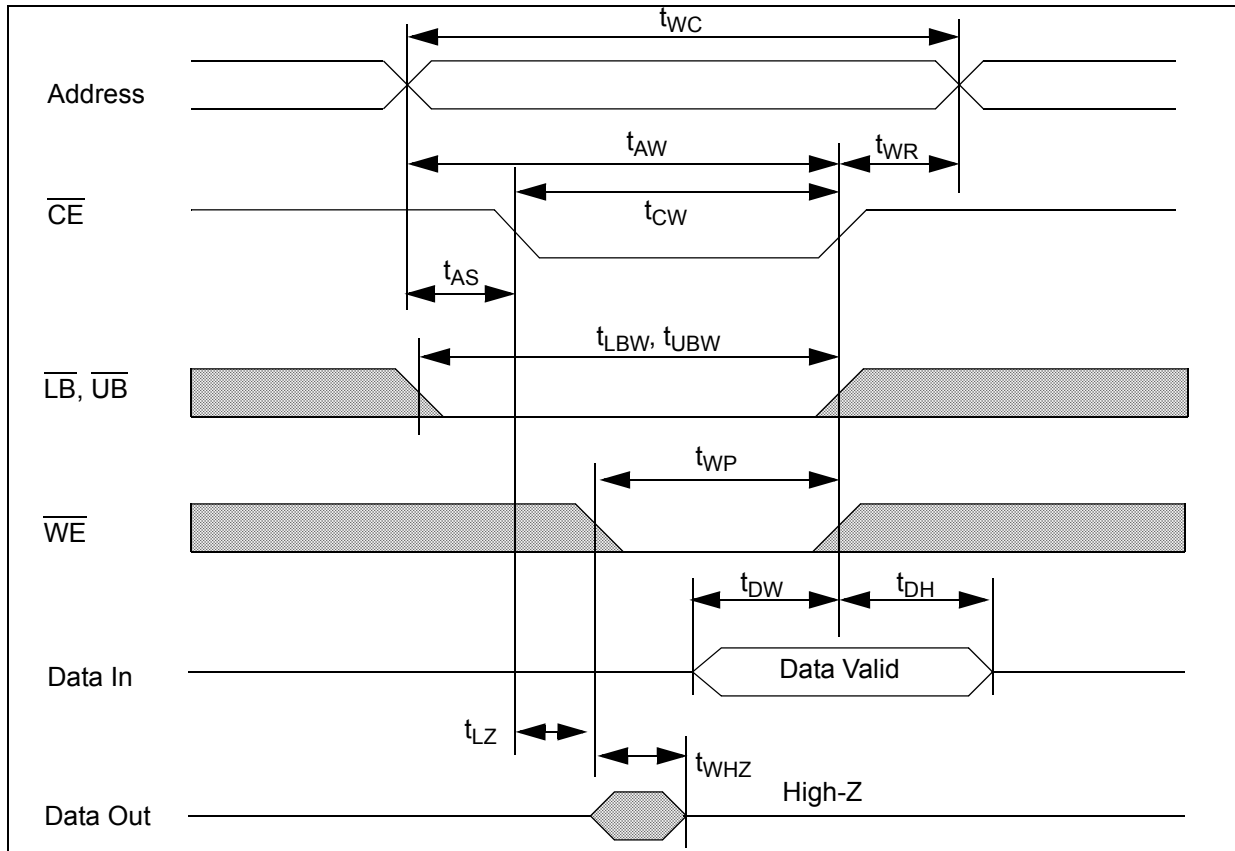 tWC
Address
tAW
tWR
CE
tCW
tAS
tLBW, tUBW
LB, UB
tWP
WE
tDW
tDH
Data In
Data Valid
tLZ
tWHZ
High-Z
Data Out